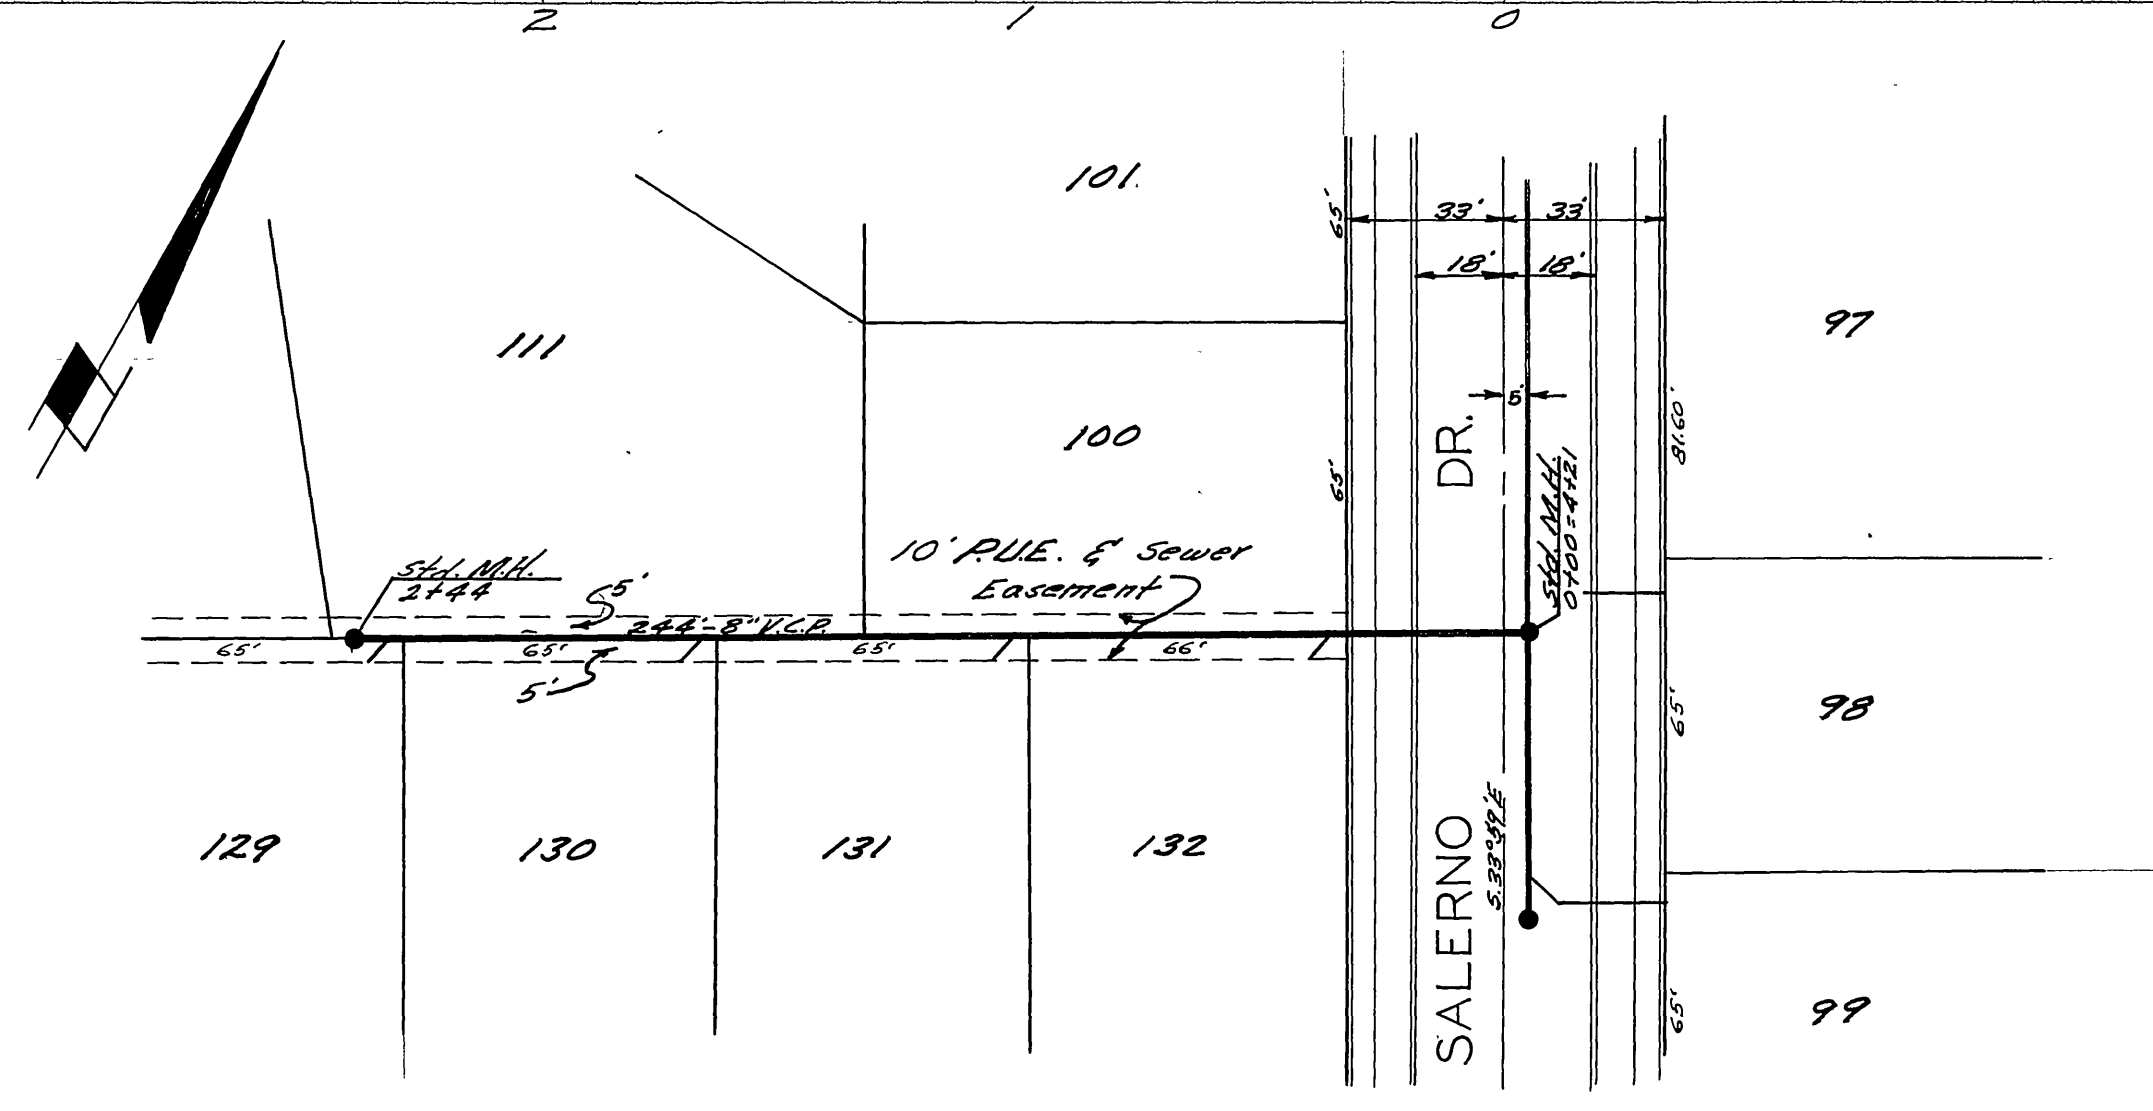 2 1 0
101.
65'
33' 33'
18' 18'
97
111
5'
DR.
81.60'
100
65'
Std. M.H.
0+00=4+21
10' P.U.E. & Sewer
Easement
Std. M.H.
2+44
5'
244'-8" V.C.P.
65' 65' 65' 66'
5'
65'
98
129 130 131 132
S.33°59'E
SALERNO
65'
99